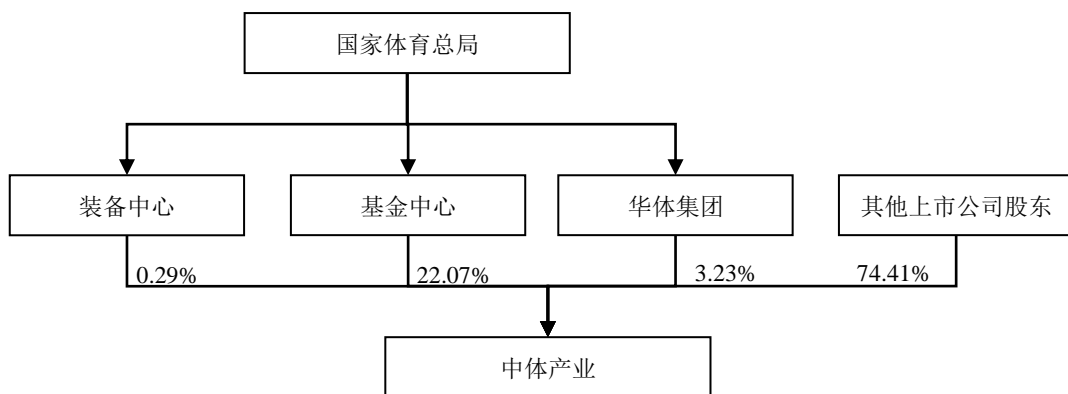 国家体育总局
装备中心
基金中心
华体集团
其他上市公司股东
0.29%
22.07%
3.23%
74.41%
中体产业